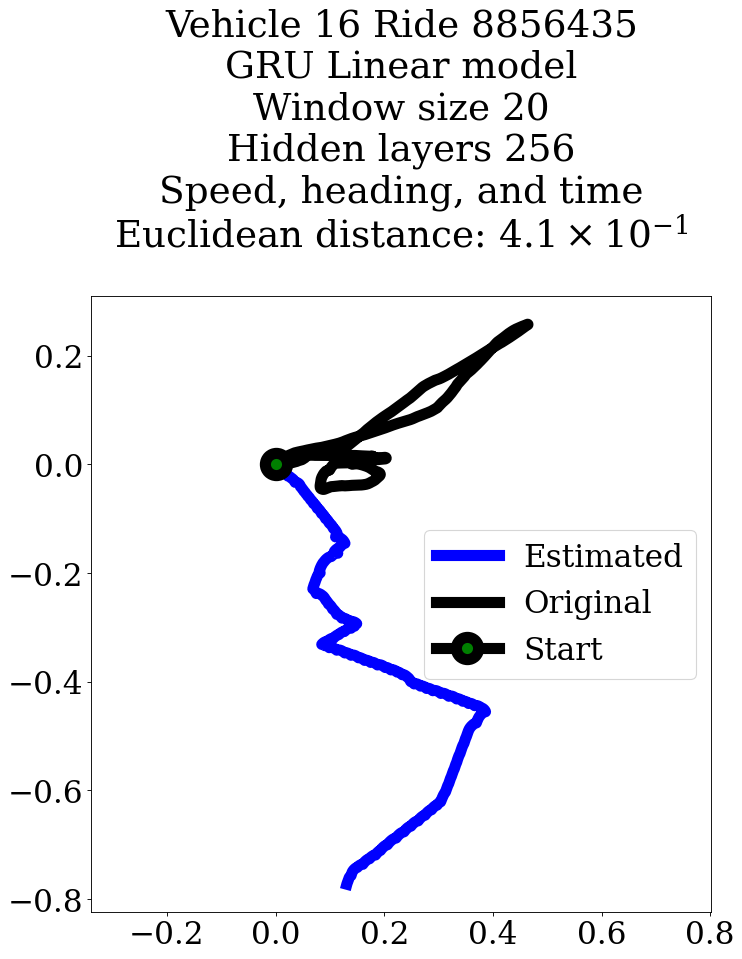 Vehicle 16 Ride 8856435
GRU Linear model
Window size 20
Hidden layers 256
Speed, heading, and time
Euclidean distance: 4.1 × 10⁻¹
0.2
0.0
−0.2
−0.4
−0.6
−0.8
Estimated
Original
Start
−0.2 0.0 0.2 0.4 0.6 0.8